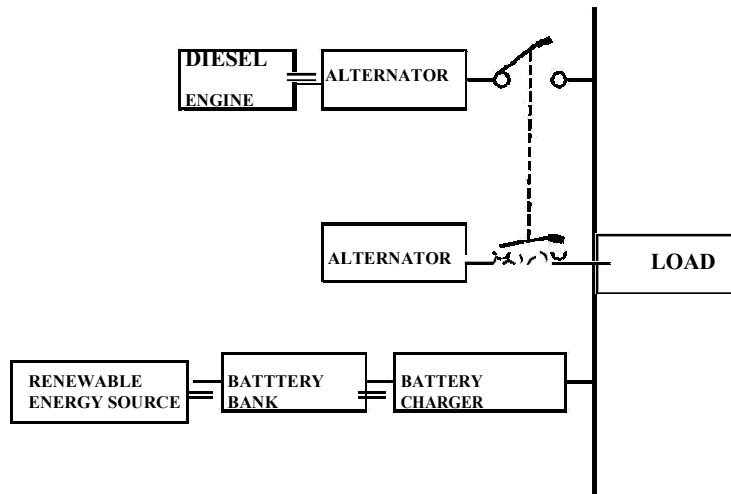 DIESEL
ENGINE
ALTERNATOR
ALTERNATOR
LOAD
RENEWABLE
ENERGY SOURCE
BATTTERY
BANK
BATTERY
CHARGER